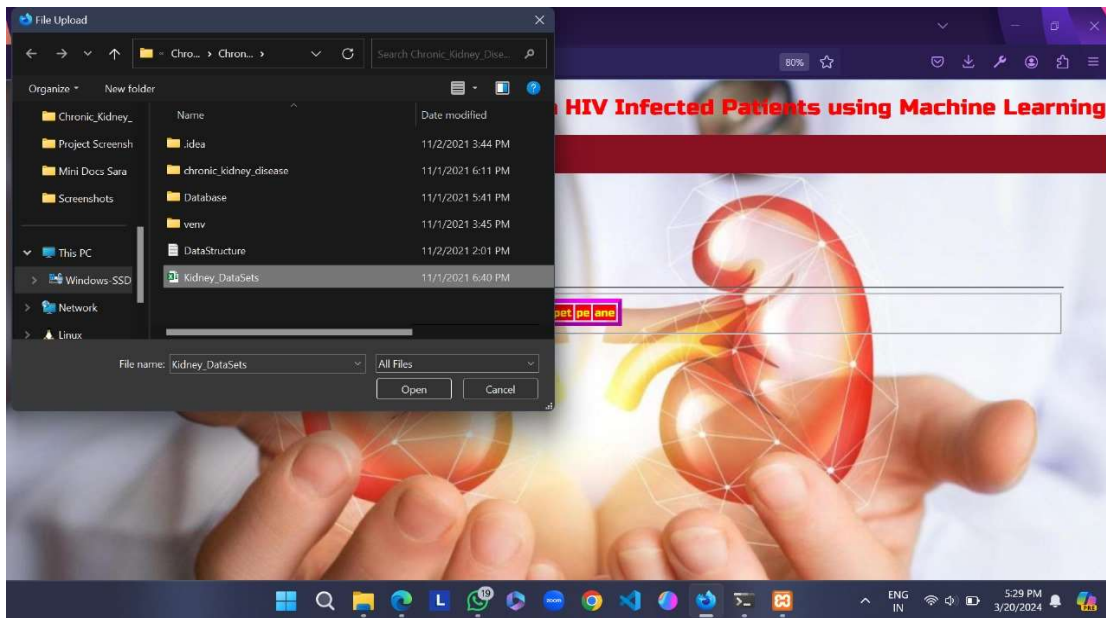 File Upload
Chro... > Chron... >
Search Chronic_Kidney_Dise...
80%
Organize
New folder
HIV Infected Patients using Machine Learning
Name
Date modified
Chronic_Kidney_
Project Screensh
Mini Docs Sara
Screenshots
This PC
Windows-SSD
Network
Linux
.idea
11/2/2021 3:44 PM
chronic_kidney_disease
11/1/2021 6:11 PM
Database
11/1/2021 5:41 PM
venv
11/1/2021 3:45 PM
DataStructure
11/2/2021 2:01 PM
Kidney_DataSets
11/1/2021 6:40 PM
pet pe ane
File name: Kidney_DataSets
All Files
Open
Cancel
L
19
zoom
ENG
IN
5:29 PM
3/20/2024
PRE